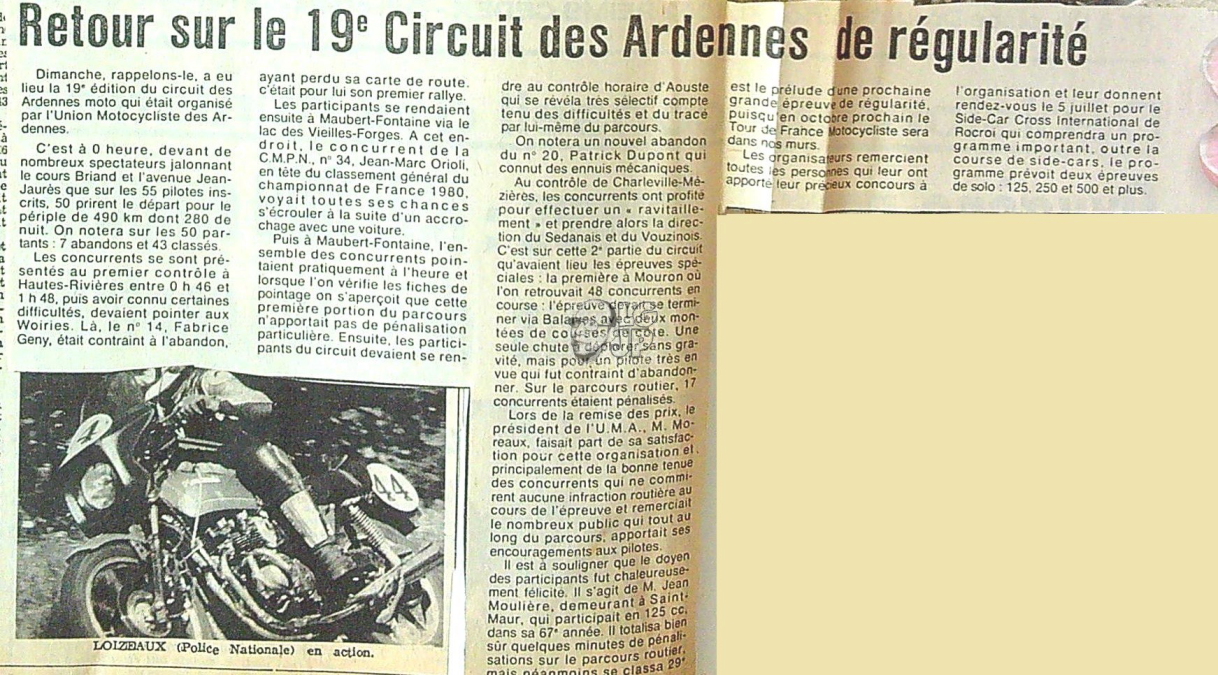 Retour sur le 19e Circuit des Ardennes de régularité
Dimanche, rappelons-le, a eu
lieu la 19e édition du circuit des
Ardennes moto qui était organisé
par l'Union Motocycliste des Ar-
dennes.
C'est à 0 heure, devant de
nombreux spectateurs jalonnant
le cours Briand et l'avenue Jean-
Jaurès que sur les 55 pilotes ins-
crits, 50 prirent le départ pour le
périple de 490 km dont 280 de
nuit. On notera sur les 50 par-
tants : 7 abandons et 43 classés.
Les concurrents se sont pré-
sentés au premier contrôle à
Hautes-Rivières entre 0 h 46 et
1 h 48, puis avoir connu certaines
difficultés, devaient pointer aux
Woiries. Là, le n° 14, Fabrice
Geny, était contraint à l'abandon,
ayant perdu sa carte de route.
c'était pour lui son premier rallye.
Les participants se rendaient
ensuite à Maubert-Fontaine via le
lac des Vieilles-Forges. A cet en-
droit, le concurrent de la
C.M.P.N., n° 34, Jean-Marc Orioli,
en tête du classement général du
championnat de France 1980,
voyait toutes ses chances
s'écrouler à la suite d'un accro-
chage avec une voiture.
Puis à Maubert-Fontaine, l'en-
semble des concurrents poin-
taient pratiquement à l'heure et
lorsque l'on vérifie les fiches de
pointage on s'aperçoit que cette
première portion du parcours
n'apportait pas de pénalisation
particulière. Ensuite, les partici-
pants du circuit devaient se ren-
dre au contrôle horaire d'Aouste
qui se révéla très sélectif compte
tenu des difficultés et du tracé
par lui-même du parcours.
On notera un nouvel abandon
du n° 20, Patrick Dupont qui
connut des ennuis mécaniques.
Au contrôle de Charleville-Mé-
zières, les concurrents ont profité
pour effectuer un « ravitaille-
ment » et prendre alors la direc-
tion du Sedanais et du Vouzinois.
C'est sur cette 2e partie du circuit
qu'avaient lieu les épreuves spé-
ciales : la première à Mouron où
l'on retrouvait 48 concurrents en
course : l'épreuve devait se termi-
ner via Balaives avec deux mon-
tées de courses de côte. Une
seule chute à déplorer sans gra-
vité, mais pour un pilote très en
vue qui fut contraint d'abandon-
ner. Sur le parcours routier, 17
concurrents étaient pénalisés.
Lors de la remise des prix, le
président de l'U.M.A., M. Mo-
reaux, faisait part de sa satisfac-
tion pour cette organisation et
principalement de la bonne tenue
des concurrents qui ne commi-
rent aucune infraction routière au
cours de l'épreuve et remerciait
le nombreux public qui tout au
long du parcours, apportait ses
encouragements aux pilotes.
Il est à souligner que le doyen
des participants fut chaleureuse-
ment félicité. Il s'agit de M. Jean
Moulière, demeurant à Saint-
Maur, qui participait en 125 cc,
dans sa 67e année. Il totalisa bien
sûr quelques minutes de pénali-
sations sur le parcours routier,
mais néanmoins se classa 29e
est le prélude d'une prochaine
grande épreuve de régularité,
puisqu'en octobre prochain le
Tour de France Motocycliste sera
dans nos murs.
Les organisateurs remercient
toutes les personnes qui leur ont
apporté leur précieux concours à
l'organisation et leur donnent
rendez-vous le 5 juillet pour le
Side-Car Cross International de
Rocroi qui comprendra un pro-
gramme important, outre la
course de side-cars, le pro-
gramme prévoit deux épreuves
de solo : 125, 250 et 500 et plus.
4
44
LOIZEAUX (Police Nationale) en action.